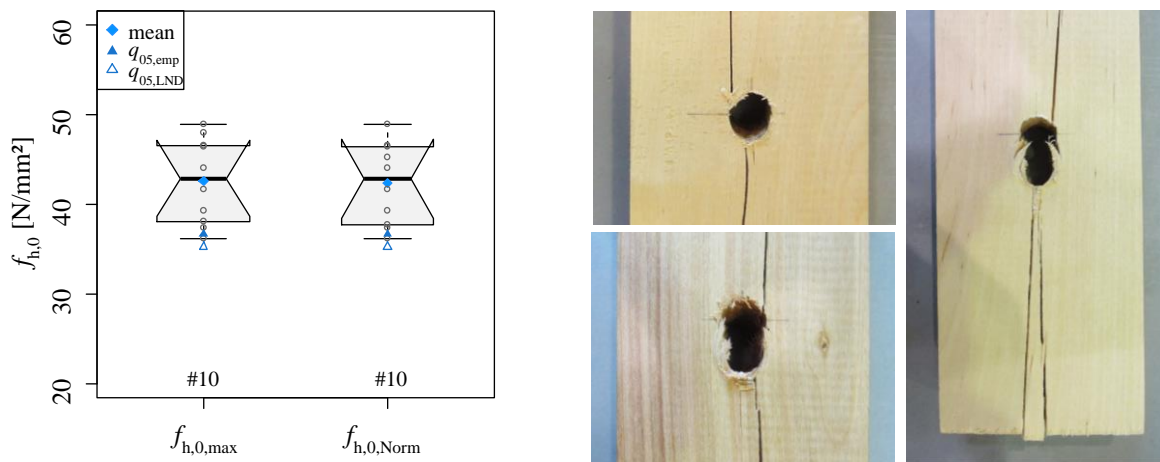 mean
q05,emp
q05,LND
fh,0 [N/mm²]
60
50
40
30
20
#10 #10
fh,0,max fh,0,Norm